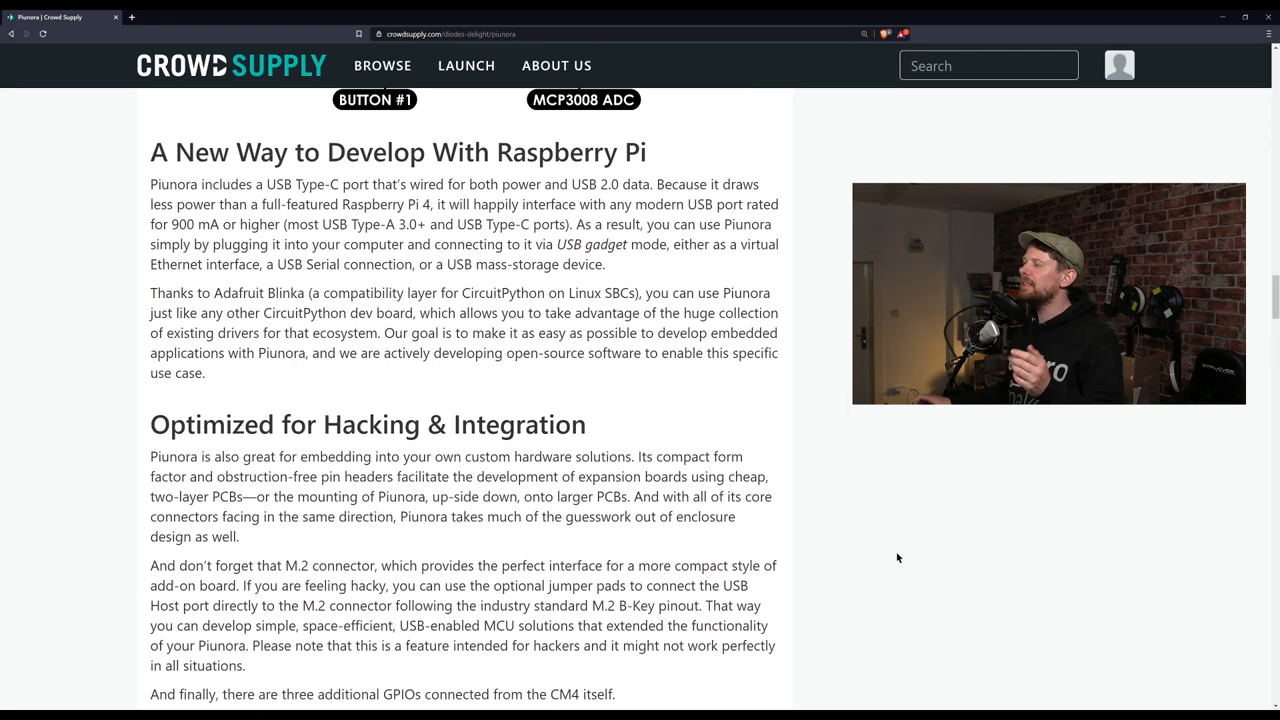 Piunora | Crowd Supply
crowdsupply.com/diodes-delight/piunora
CROWD SUPPLY BROWSE LAUNCH ABOUT US Search
BUTTON #1 MCP3008 ADC
A New Way to Develop With Raspberry Pi
Piunora includes a USB Type-C port that's wired for both power and USB 2.0 data. Because it draws
less power than a full-featured Raspberry Pi 4, it will happily interface with any modern USB port rated
for 900 mA or higher (most USB Type-A 3.0+ and USB Type-C ports). As a result, you can use Piunora
simply by plugging it into your computer and connecting to it via USB gadget mode, either as a virtual
Ethernet interface, a USB Serial connection, or a USB mass-storage device.
Thanks to Adafruit Blinka (a compatibility layer for CircuitPython on Linux SBCs), you can use Piunora
just like any other CircuitPython dev board, which allows you to take advantage of the huge collection
of existing drivers for that ecosystem. Our goal is to make it as easy as possible to develop embedded
applications with Piunora, and we are actively developing open-source software to enable this specific
use case.
Optimized for Hacking & Integration
Piunora is also great for embedding into your own custom hardware solutions. Its compact form
factor and obstruction-free pin headers facilitate the development of expansion boards using cheap,
two-layer PCBs—or the mounting of Piunora, up-side down, onto larger PCBs. And with all of its core
connectors facing in the same direction, Piunora takes much of the guesswork out of enclosure
design as well.
And don't forget that M.2 connector, which provides the perfect interface for a more compact style of
add-on board. If you are feeling hacky, you can use the optional jumper pads to connect the USB
Host port directly to the M.2 connector following the industry standard M.2 B-Key pinout. That way
you can develop simple, space-efficient, USB-enabled MCU solutions that extended the functionality
of your Piunora. Please note that this is a feature intended for hackers and it might not work perfectly
in all situations.
And finally, there are three additional GPIOs connected from the CM4 itself.